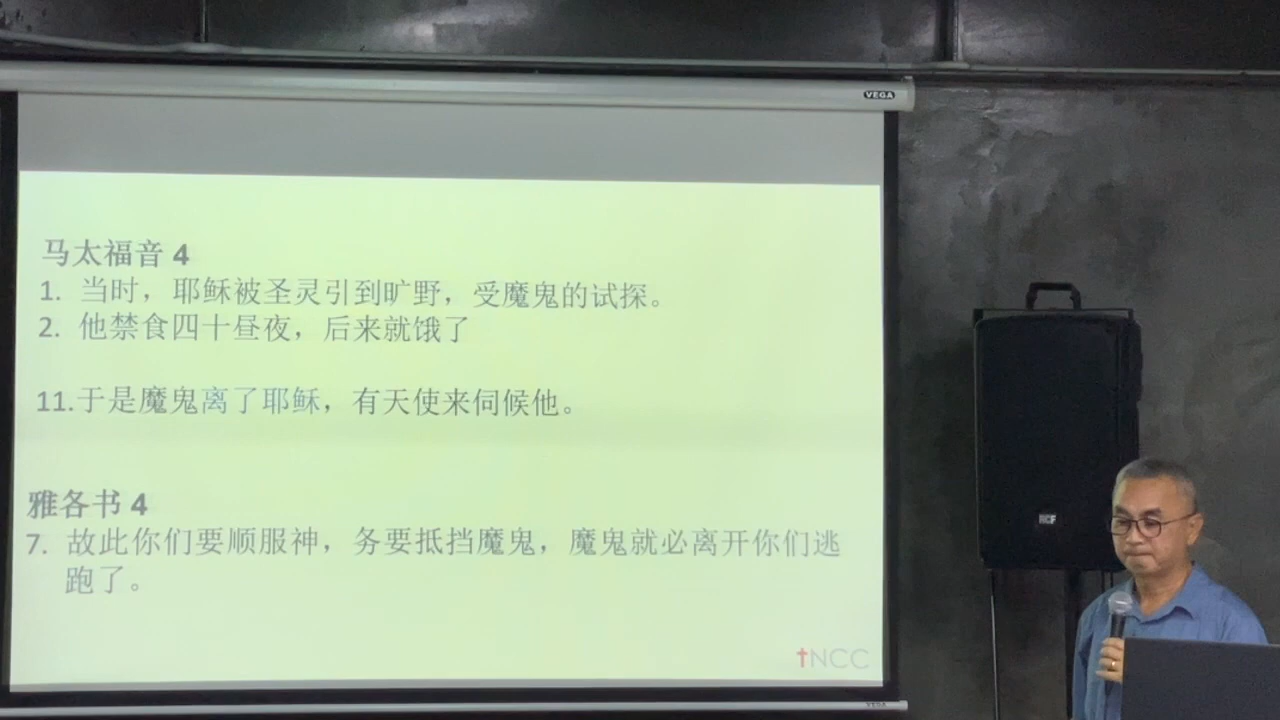 VEGA
马太福音 4
1. 当时，耶稣被圣灵引到旷野，受魔鬼的试探。
2. 他禁食四十昼夜，后来就饿了
11.于是魔鬼离了耶稣，有天使来伺候他。
雅各书 4
7. 故此你们要顺服神，务要抵挡魔鬼，魔鬼就必离开你们逃
跑了。
NCC
VEGA
RCF